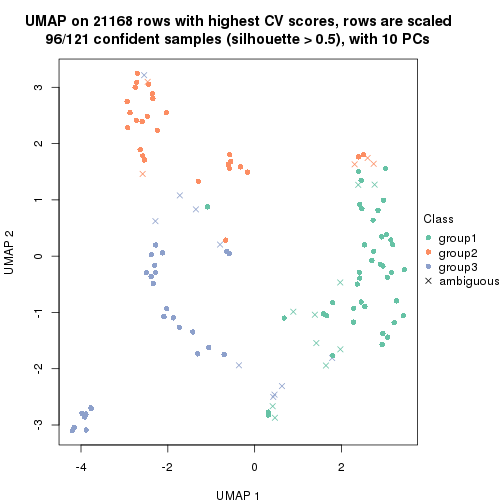 UMAP on 21168 rows with highest CV scores, rows are scaled
96/121 confident samples (silhouette > 0.5), with 10 PCs
3
2
1
0
-1
-2
-3
UMAP 2
-4
-2
0
2
UMAP 1
Class
group1
group2
group3
ambiguous